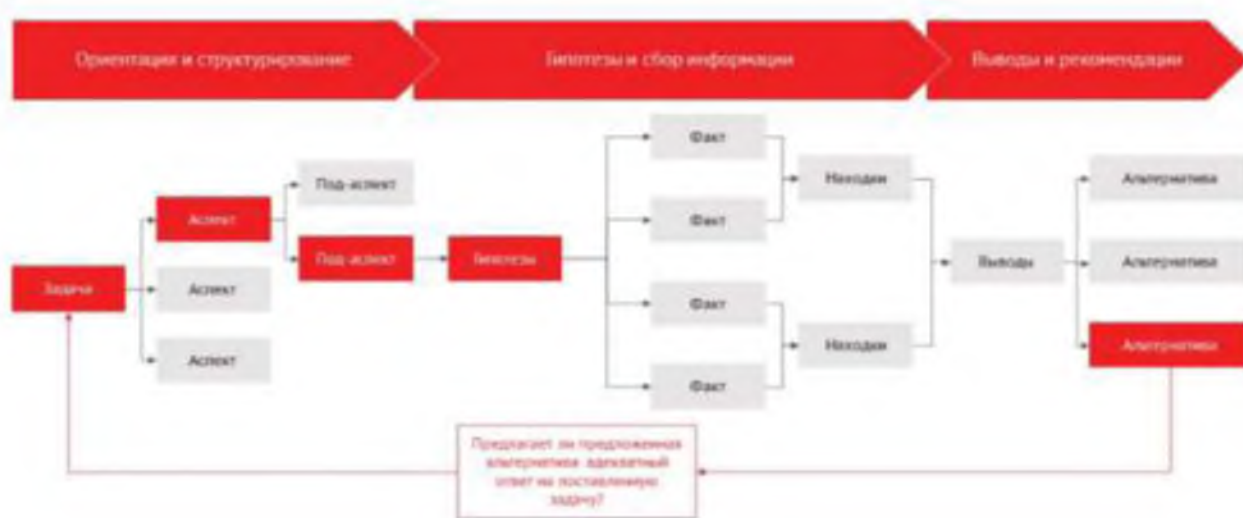 Ориентация и структурирование
Гипотезы и сбор информации
Выводы и рекомендации
Факт
Под-аспект
Находки
Альтернатива
Аспект
Факт
Под-аспект
Гипотезы
Выводы
Альтернатива
Задача
Аспект
Факт
Находки
Альтернатива
Аспект
Факт
Предлагает ли предложенная
альтернатива адекватный
ответ на поставленную
задачу?